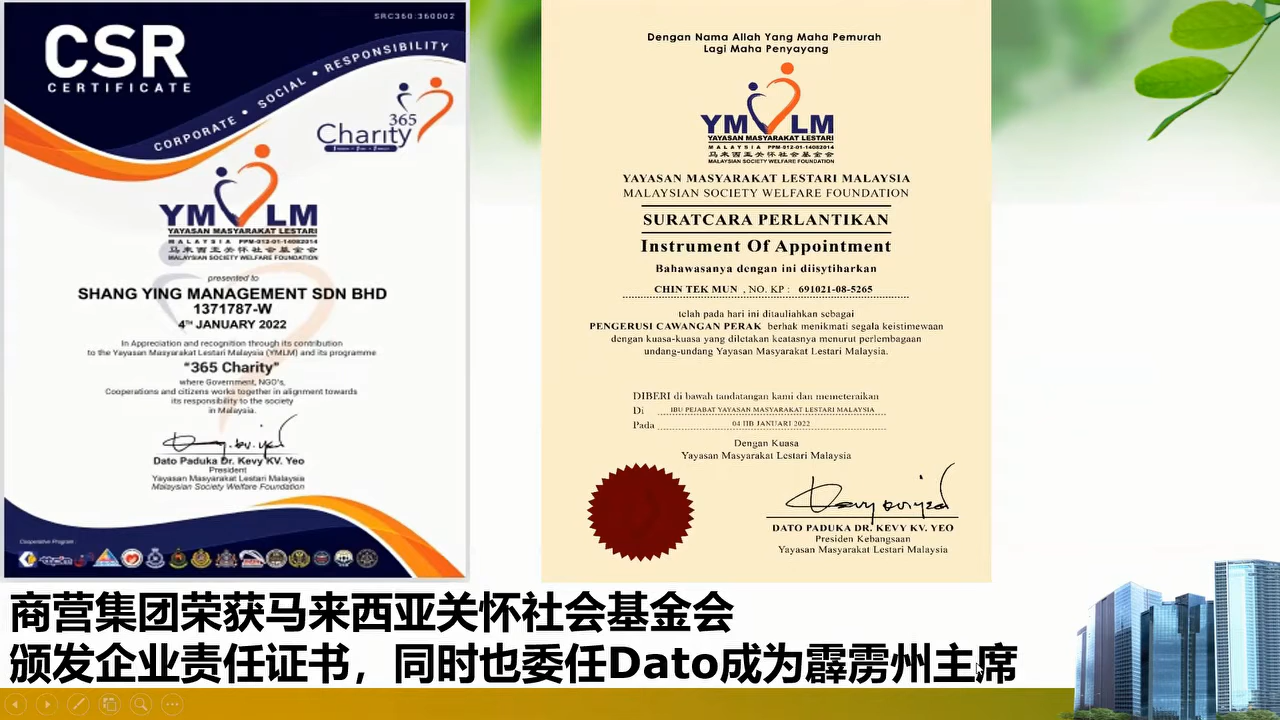 SRC360:360D02
CSR
CERTIFICATE
CORPORATE • SOCIAL • RESPONSIBILITY
365
Charity
YMLM
YAYASAN MASYARAKAT LESTARI
MALAYSIA PPM-012-01-14082014
马来西亚关怀社会基金会
MALAYSIAN SOCIETY WELFARE FOUNDATION
presented to
SHANG YING MANAGEMENT SDN BHD
1371787-W
4TH JANUARY 2022
In Appreciation and recognition through its contribution
to the Yayasan Masyarakat Lestari Malaysia (YMLM) and its programme
"365 Charity"
where Government, NGO's,
Cooperations and citizens works together in alignment towards
its responsibility to the society
in Malaysia.
Dato Paduka Dr. Kevy KV. Yeo
President
Yayasan Masyarakat Lestari Malaysia
Malaysian Society Welfare Foundation
Cooperative Program :
Dengan Nama Allah Yang Maha Pemurah
Lagi Maha Penyayang
YMLM
YAYASAN MASYARAKAT LESTARI
MALAYSIA PPM-012-01-14082014
马来西亚关怀社会基金会
MALAYSIAN SOCIETY WELFARE FOUNDATION
YAYASAN MASYARAKAT LESTARI MALAYSIA
MALAYSIAN SOCIETY WELFARE FOUNDATION
SURATCARA PERLANTIKAN
Instrument Of Appointment
Bahawasanya dengan ini diisytiharkan
CHIN TEK MUN , NO. KP : 691021-08-5265
telah pada hari ini ditauliahkan sebagai
PENGERUSI CAWANGAN PERAK berhak menikmati segala keistimewaan
dengan kuasa-kuasa yang diletakan keatasnya menurut perlembagaan
undang-undang Yayasan Masyarakat Lestari Malaysia.
DIBERI di bawah tandatangan kami dan memeteraikan
Di IBU PEJABAT YAYASAN MASYARAKAT LESTARI MALAYSIA
Pada 04 HB JANUARI 2022
Dengan Kuasa
Yayasan Masyarakat Lestari Malaysia
DATO PADUKA DR. KEVY KV. YEO
Presiden Kebangsaan
Yayasan Masyarakat Lestari Malaysia
商营集团荣获马来西亚关怀社会基金会
颁发企业责任证书，同时也委任Dato成为霹雳州主席